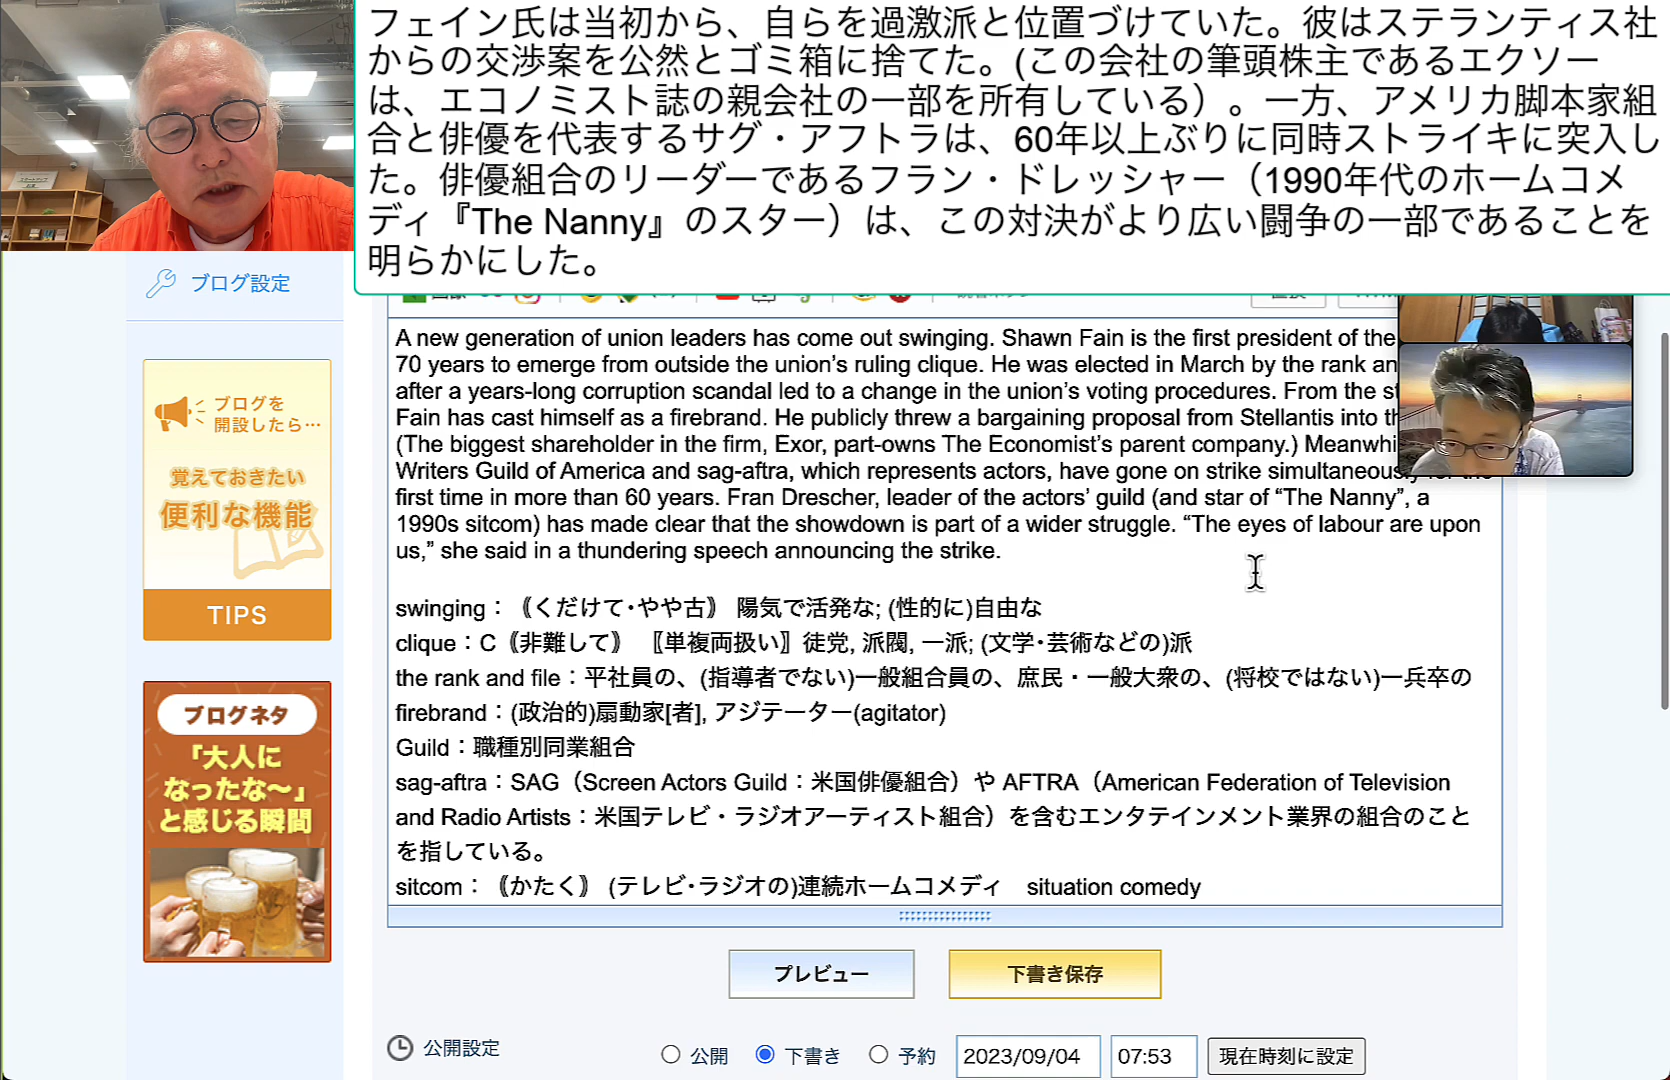 フェイン氏は当初から、自らを過激派と位置づけていた。彼はステランティス社
からの交渉案を公然とゴミ箱に捨てた。(この会社の筆頭株主であるエクソー
は、エコノミスト誌の親会社の一部を所有している）。一方、アメリカ脚本家組
合と俳優を代表するサグ・アフトラは、60年以上ぶりに同時ストライキに突入し
た。俳優組合のリーダーであるフラン・ドレッシャー（1990年代のホームコメ
ディ『The Nanny』のスター）は、この対決がより広い闘争の一部であることを
明らかにした。
ブログ設定
ブログを
開設したら…
覚えておきたい
便利な機能
TIPS
ブログネタ
「大人に
なったな～」
と感じる瞬間
A new generation of union leaders has come out swinging. Shawn Fain is the first president of the
70 years to emerge from outside the union’s ruling clique. He was elected in March by the rank an
after a years-long corruption scandal led to a change in the union’s voting procedures. From the st
Fain has cast himself as a firebrand. He publicly threw a bargaining proposal from Stellantis into th
(The biggest shareholder in the firm, Exor, part-owns The Economist’s parent company.) Meanwhi
Writers Guild of America and sag-aftra, which represents actors, have gone on strike simultaneously for the
first time in more than 60 years. Fran Drescher, leader of the actors’ guild (and star of “The Nanny”, a
1990s sitcom) has made clear that the showdown is part of a wider struggle. “The eyes of labour are upon
us,” she said in a thundering speech announcing the strike.
swinging：⟪くだけて･やや古⟫ 陽気で活発な; (性的に)自由な
clique：C⟪非難して⟫ 〖単複両扱い〗徒党, 派閥, 一派; (文学･芸術などの)派
the rank and file：平社員の、(指導者でない)一般組合員の、庶民・一般大衆の、(将校ではない)一兵卒の
firebrand：(政治的)扇動家[者], アジテーター(agitator)
Guild：職種別同業組合
sag-aftra：SAG（Screen Actors Guild：米国俳優組合）や AFTRA（American Federation of Television
and Radio Artists：米国テレビ・ラジオアーティスト組合）を含むエンタテインメント業界の組合のこと
を指している。
sitcom：⟪かたく⟫ (テレビ･ラジオの)連続ホームコメディ situation comedy
プレビュー 下書き保存
公開設定 公開 下書き 予約 2023/09/04 07:53 現在時刻に設定